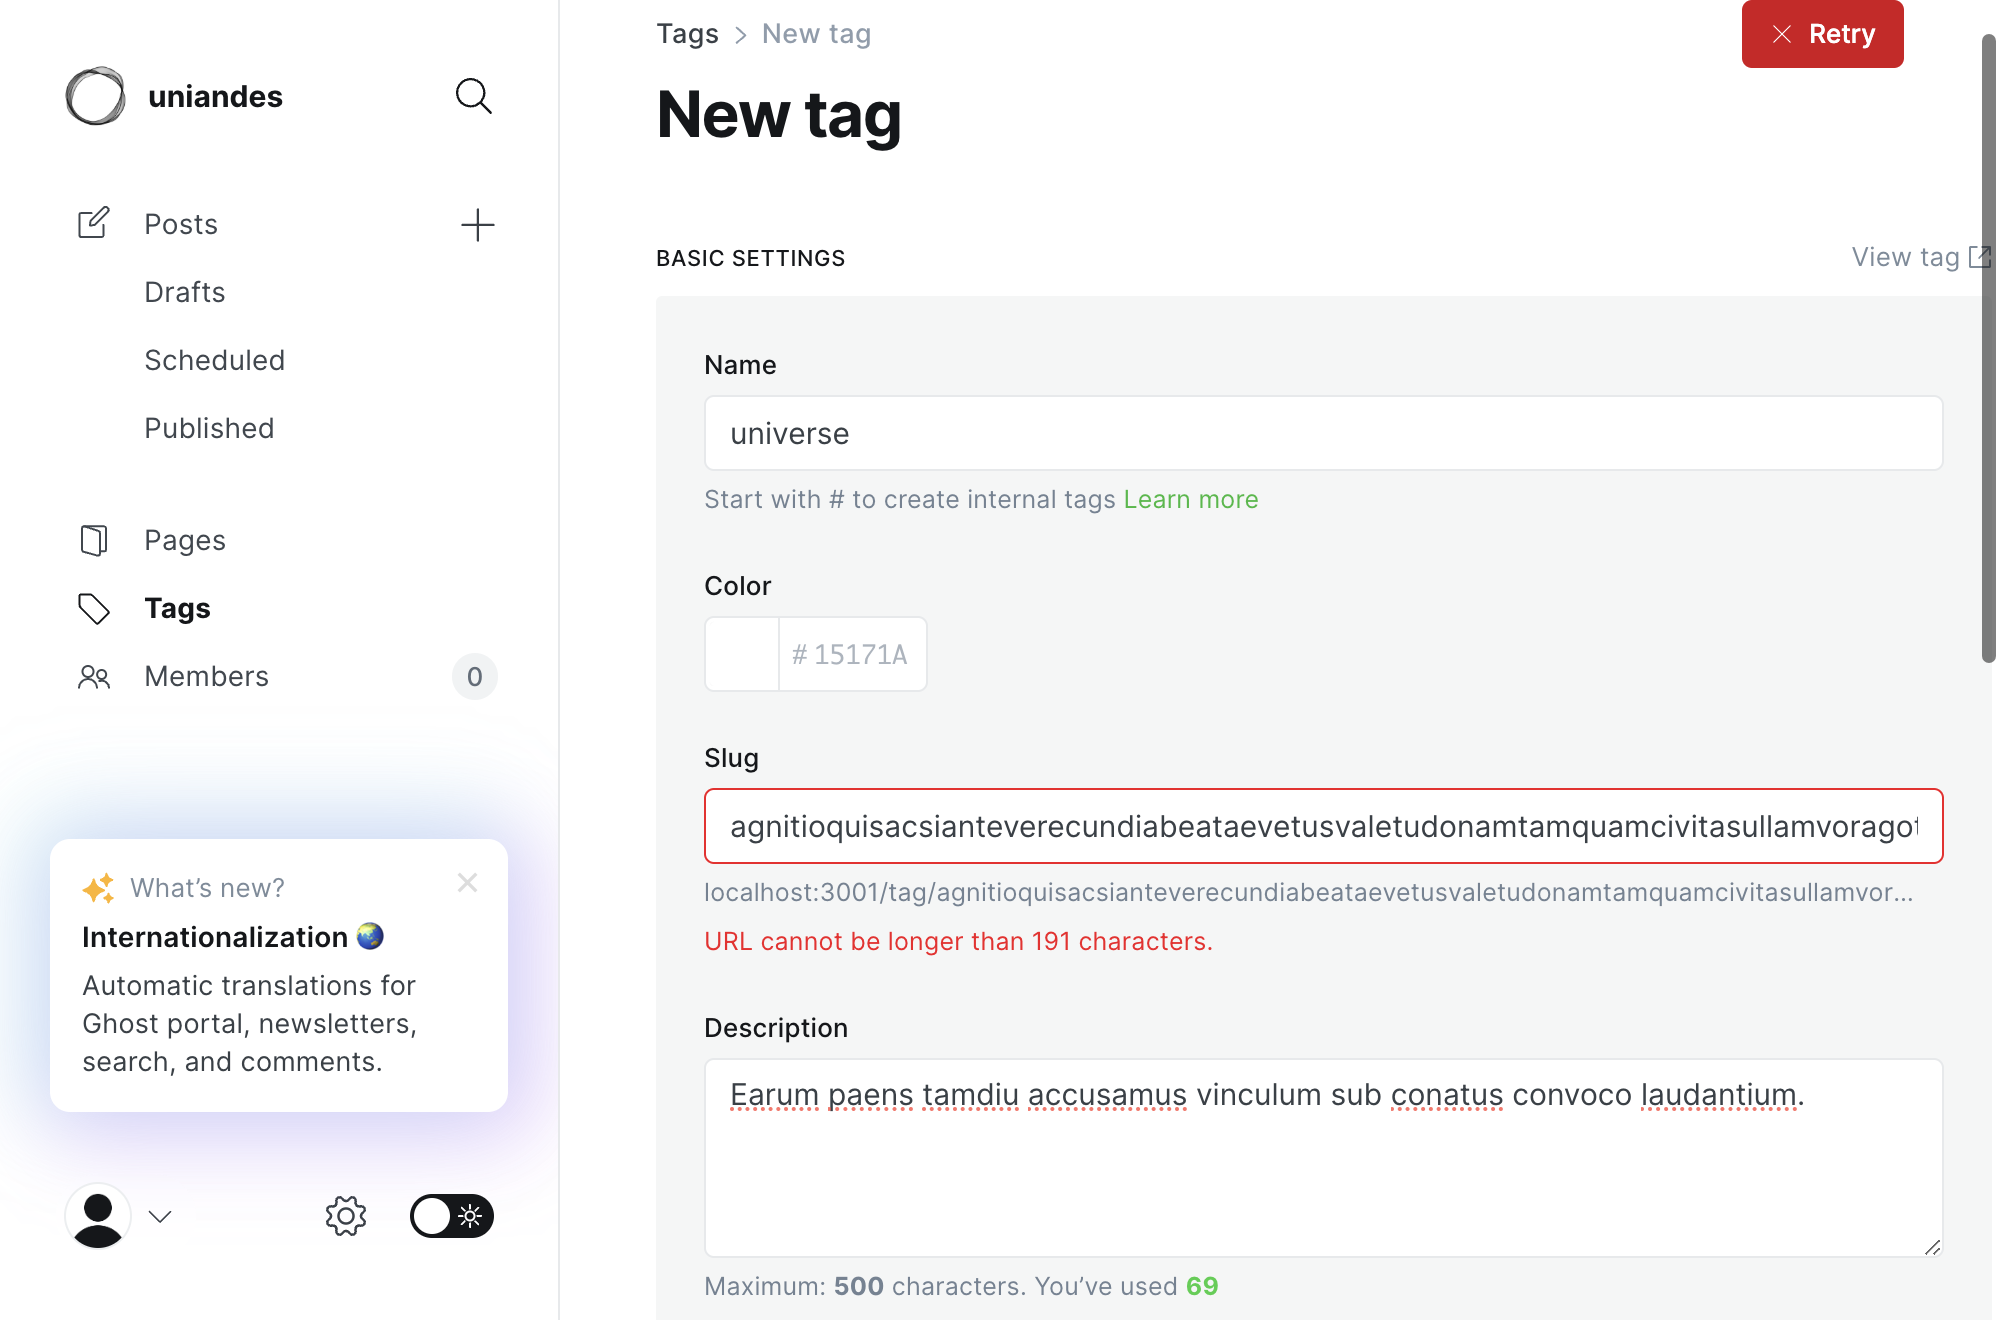 uniandes
Posts
Drafts
Scheduled
Published
Pages
Tags
Members
0
What’s new?
Internationalization
Automatic translations for
Ghost portal, newsletters,
search, and comments.
Tags > New tag
Retry
New tag
BASIC SETTINGS
View tag
Name
universe
Start with # to create internal tags Learn more
Color
# 15171A
Slug
agnitioquisacsianteverecundiabeataevetusvaletudonamtamquamcivitasullamvoragot
localhost:3001/tag/agnitioquisacsianteverecundiabeataevetusvaletudonamtamquamcivitasullamvor...
URL cannot be longer than 191 characters.
Description
Earum paens tamdiu accusamus vinculum sub conatus convoco laudantium.
Maximum: 500 characters. You’ve used 69